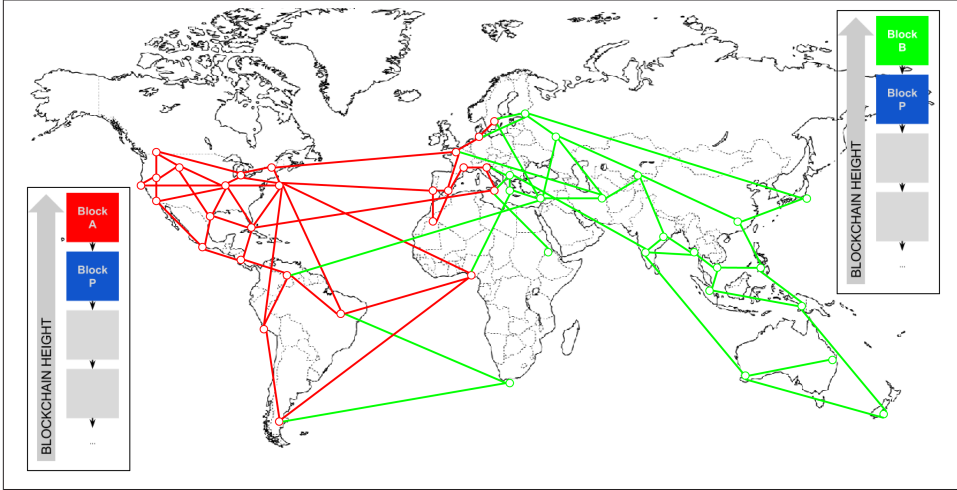 BLOCKCHAIN HEIGHT
Block
A
Block
P
...
BLOCKCHAIN HEIGHT
Block
B
Block
P
...